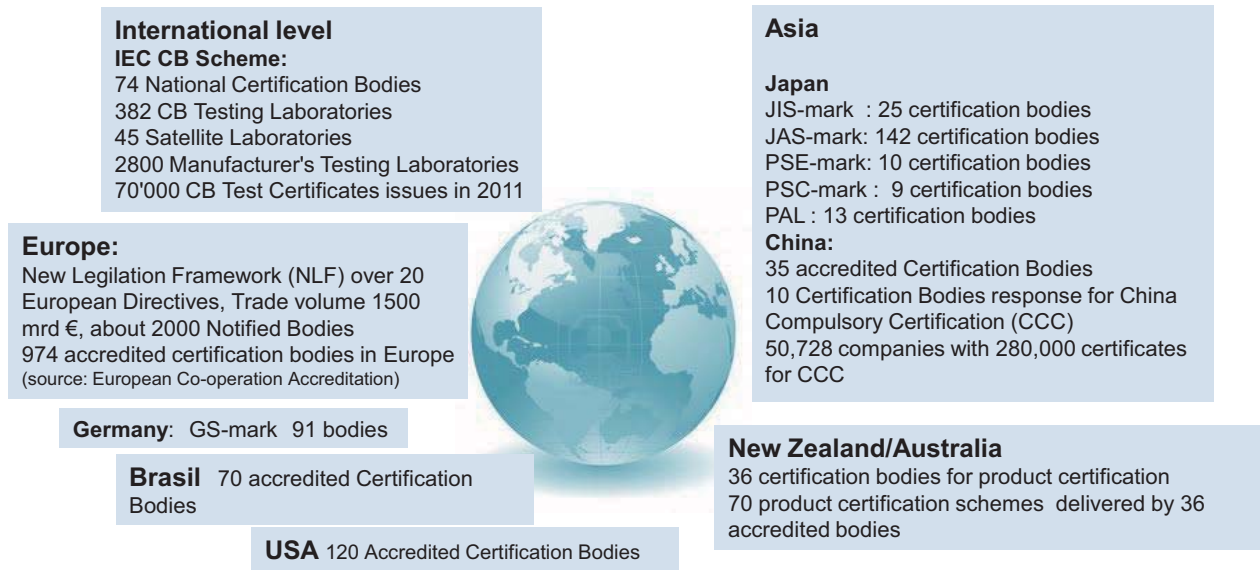 International level
IEC CB Scheme:
74 National Certification Bodies
382 CB Testing Laboratories
45 Satellite Laboratories
2800 Manufacturer's Testing Laboratories
70'000 CB Test Certificates issues in 2011
Europe:
New Legilation Framework (NLF) over 20
European Directives, Trade volume 1500
mrd €, about 2000 Notified Bodies
974 accredited certification bodies in Europe
(source: European Co-operation Accreditation)
Germany: GS-mark 91 bodies
Brasil 70 accredited Certification
Bodies
USA 120 Accredited Certification Bodies
Asia
Japan
JIS-mark : 25 certification bodies
JAS-mark: 142 certification bodies
PSE-mark: 10 certification bodies
PSC-mark : 9 certification bodies
PAL : 13 certification bodies
China:
35 accredited Certification Bodies
10 Certification Bodies response for China
Compulsory Certification (CCC)
50,728 companies with 280,000 certificates
for CCC
New Zealand/Australia
36 certification bodies for product certification
70 product certification schemes delivered by 36
accredited bodies